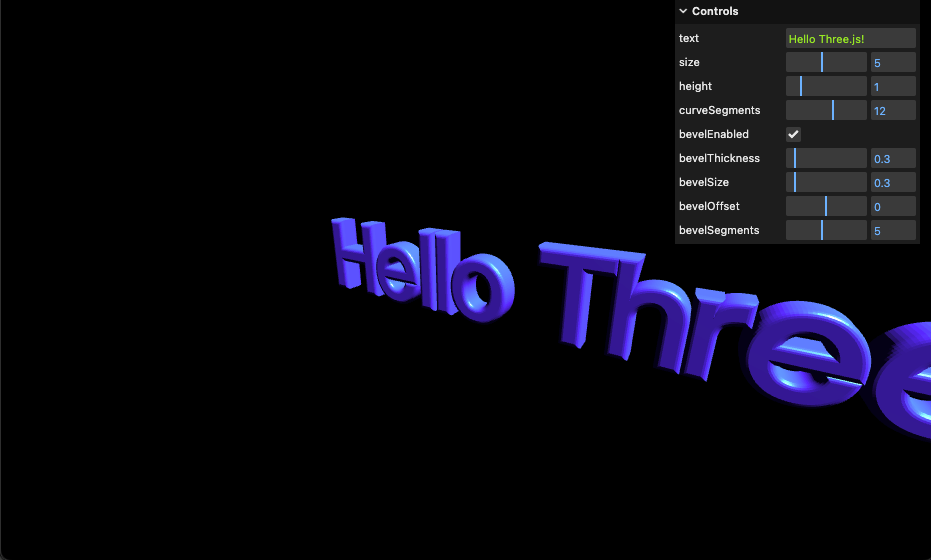 Controls
text Hello Three.js!
size 5
height 1
curveSegments 12
bevelEnabled
bevelThickness 0.3
bevelSize 0.3
bevelOffset 0
bevelSegments 5
Hello Three